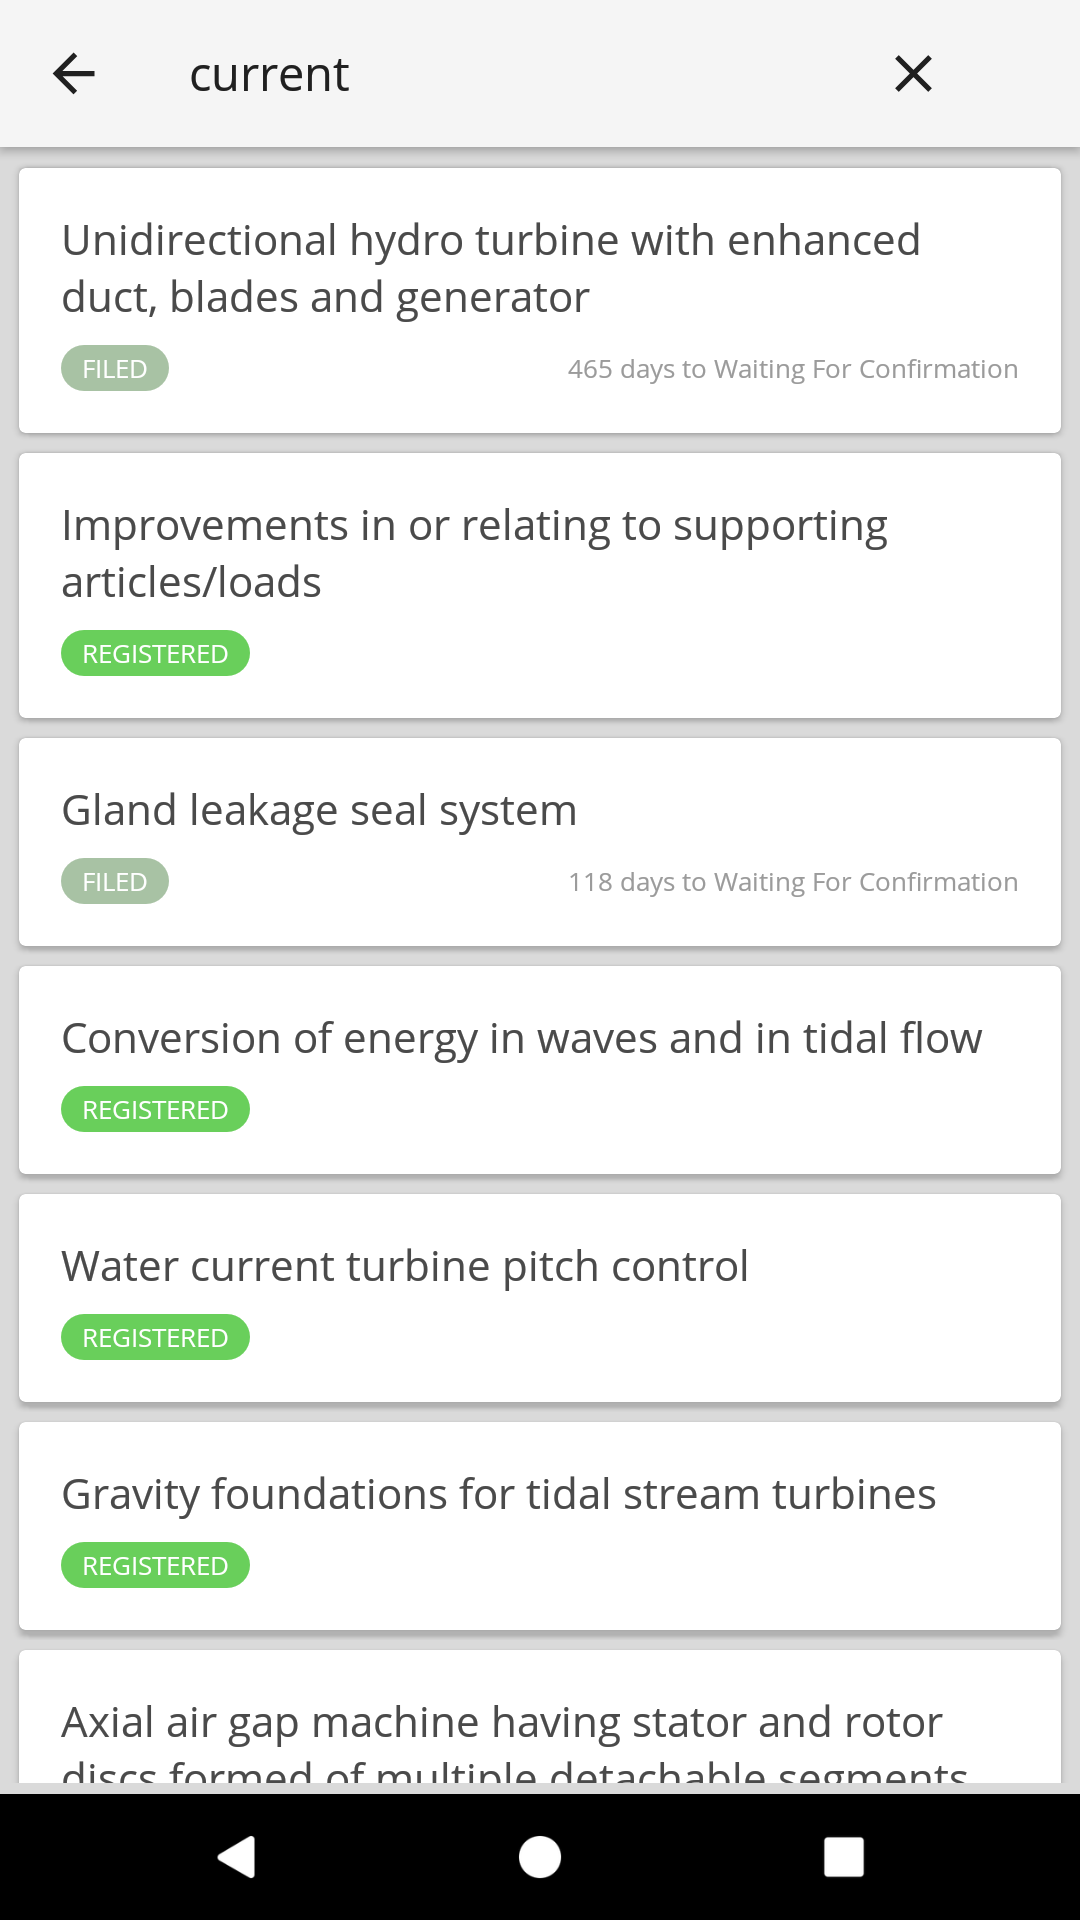 current
Unidirectional hydro turbine with enhanced
duct, blades and generator
FILED
465 days to Waiting For Confirmation
Improvements in or relating to supporting
articles/loads
REGISTERED
Gland leakage seal system
FILED
118 days to Waiting For Confirmation
Conversion of energy in waves and in tidal flow
REGISTERED
Water current turbine pitch control
REGISTERED
Gravity foundations for tidal stream turbines
REGISTERED
Axial air gap machine having stator and rotor
discs formed of multiple detachable segments